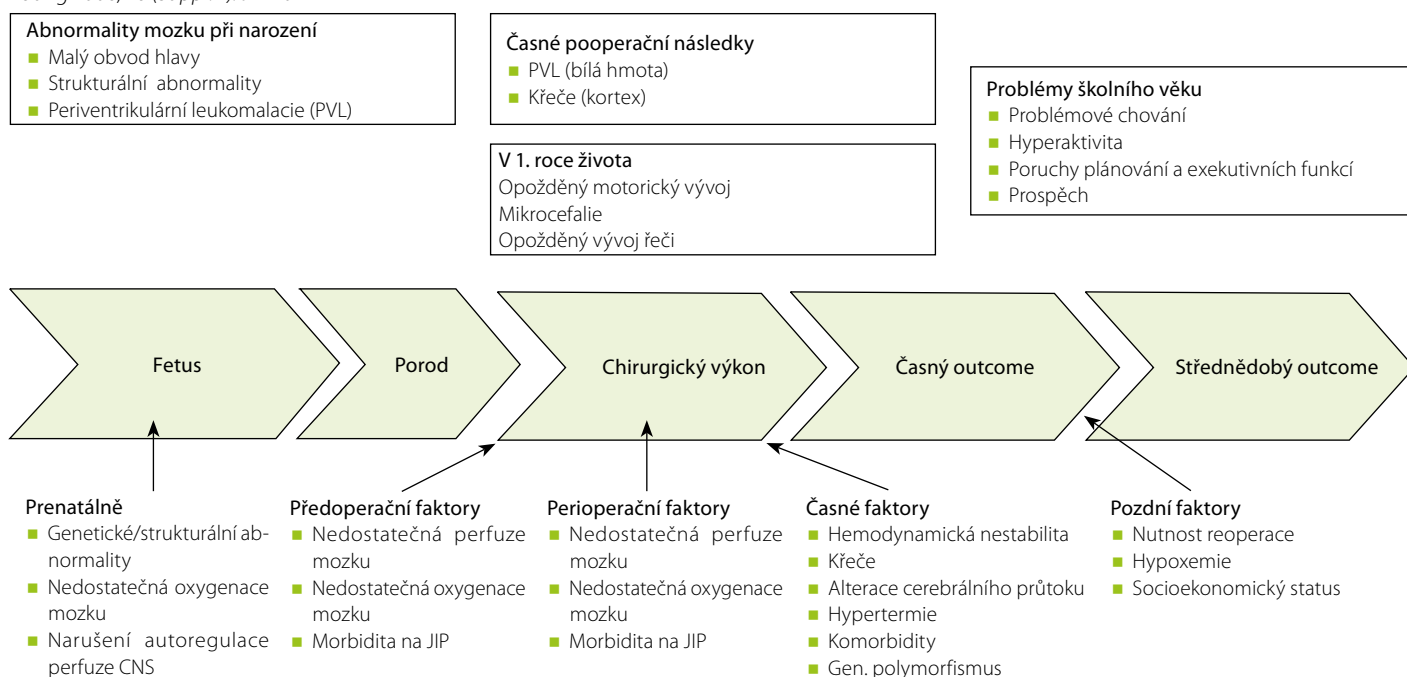 Abnormality mozku při narození
Malý obvod hlavy
Strukturální abnormality
Periventrikulární leukomalacie (PVL)
Časné pooperační následky
PVL (bílá hmota)
Křeče (kortex)
V 1. roce života
Opožděný motorický vývoj
Mikrocefalie
Opožděný vývoj řeči
Problémy školního věku
Problémové chování
Hyperaktivita
Poruchy plánování a exekutivních funkcí
Prospěch
Fetus
Porod
Chirurgický výkon
Časný outcome
Střednědobý outcome
Prenatálně
Genetické/strukturální ab-
normality
Nedostatečná oxygenace
mozku
Narušení autoregulace
perfuze CNS
Předoperační faktory
Nedostatečná perfuze
mozku
Nedostatečná oxygenace
mozku
Morbidita na JIP
Perioperační faktory
Nedostatečná perfuze
mozku
Nedostatečná oxygenace
mozku
Morbidita na JIP
Časné faktory
Hemodynamická nestabilita
Křeče
Alterace cerebrálního průtoku
Hypertermie
Komorbidity
Gen. polymorfismus
Pozdní faktory
Nutnost reoperace
Hypoxemie
Socioekonomický status